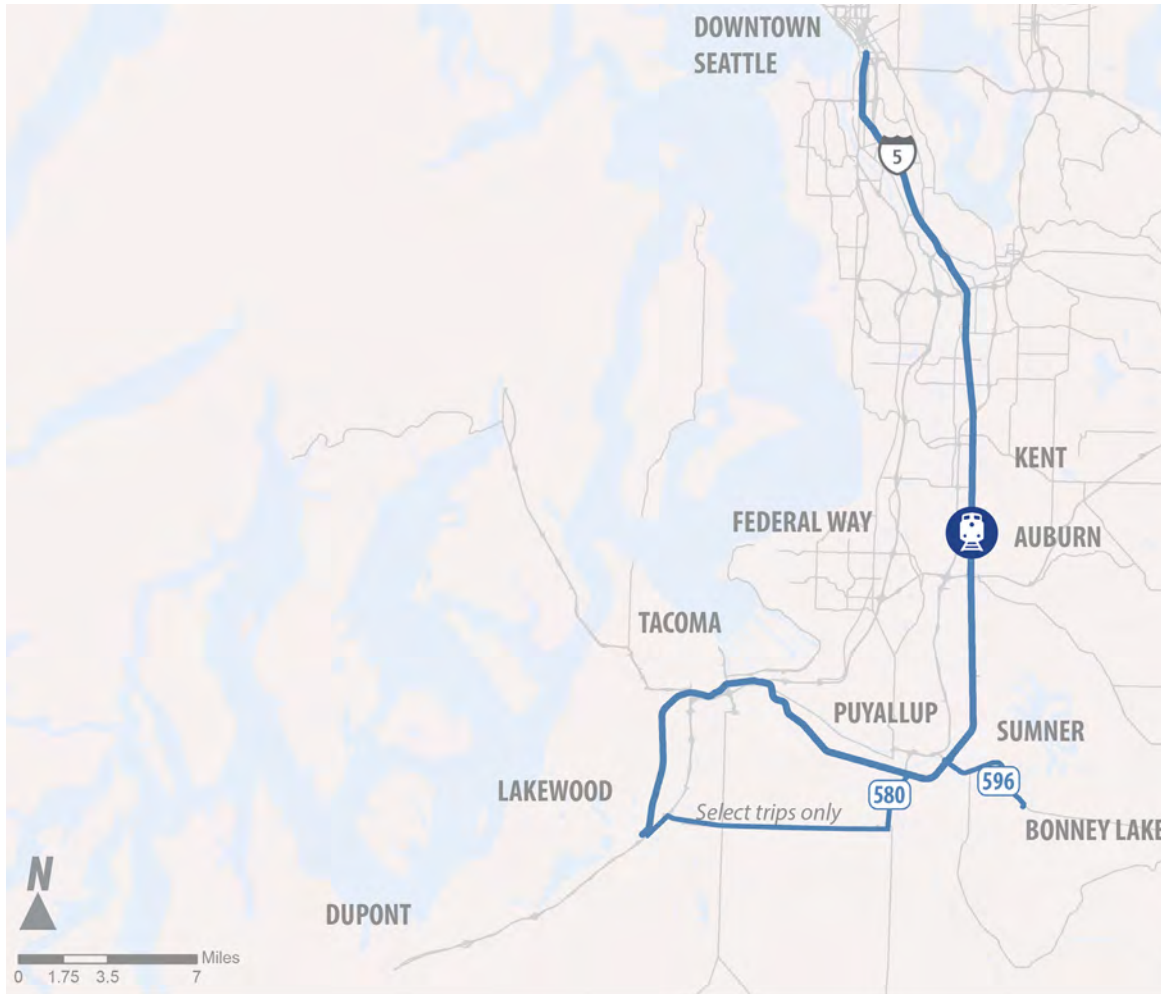 DOWNTOWN
SEATTLE
5
KENT
FEDERAL WAY
AUBURN
TACOMA
PUYALLUP
SUMNER
LAKEWOOD
580
596
Select trips only
BONNEY LAKE
N
DUPONT
Miles
0 1.75 3.5 7